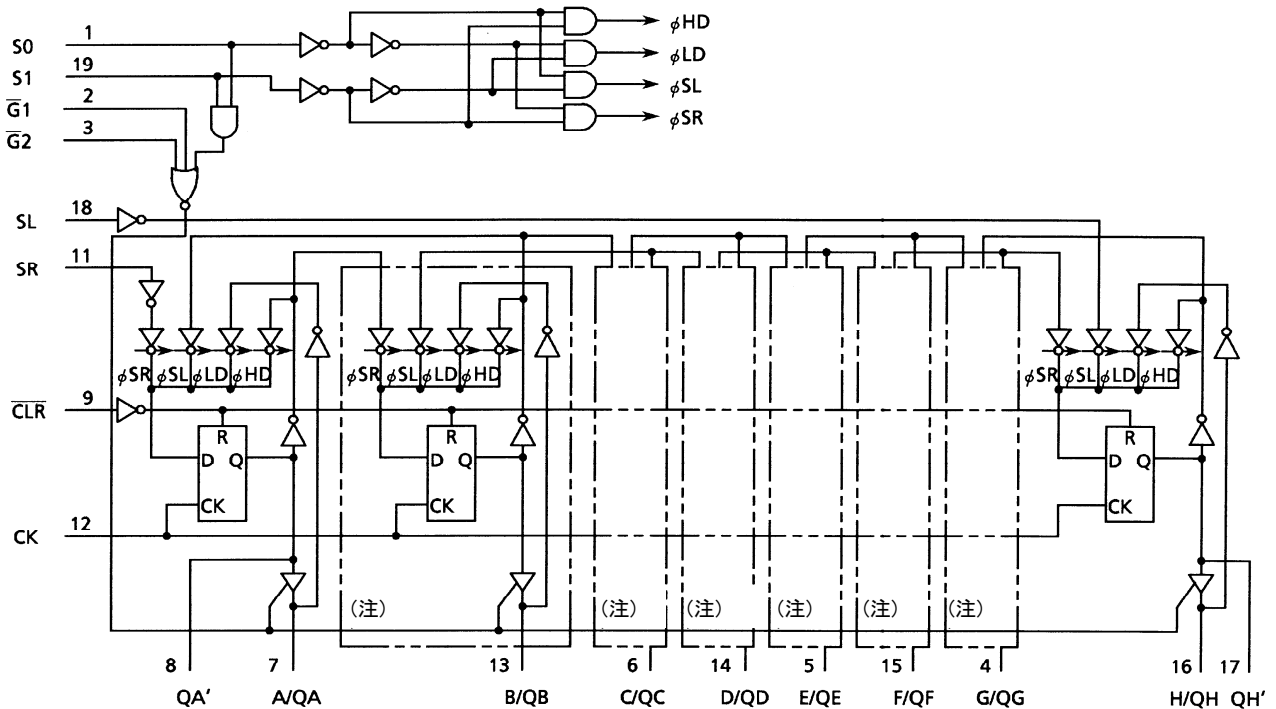 S0 1
S1 19
G̅1 2
G̅2 3
SL 18
SR 11
C̅L̅R̅ 9
CK 12
φHD
φLD
φSL
φSR
φSR φSL φLD φHD
φSR φSL φLD φHD
φSR φSL φLD φHD
R
D Q
CK
R
D Q
CK
R
D Q
CK
(注) (注) (注) (注) (注) (注)
8 7 13 6 14 5 15 4 16 17
QA' A/QA B/QB C/QC D/QD E/QE F/QF G/QG H/QH QH'